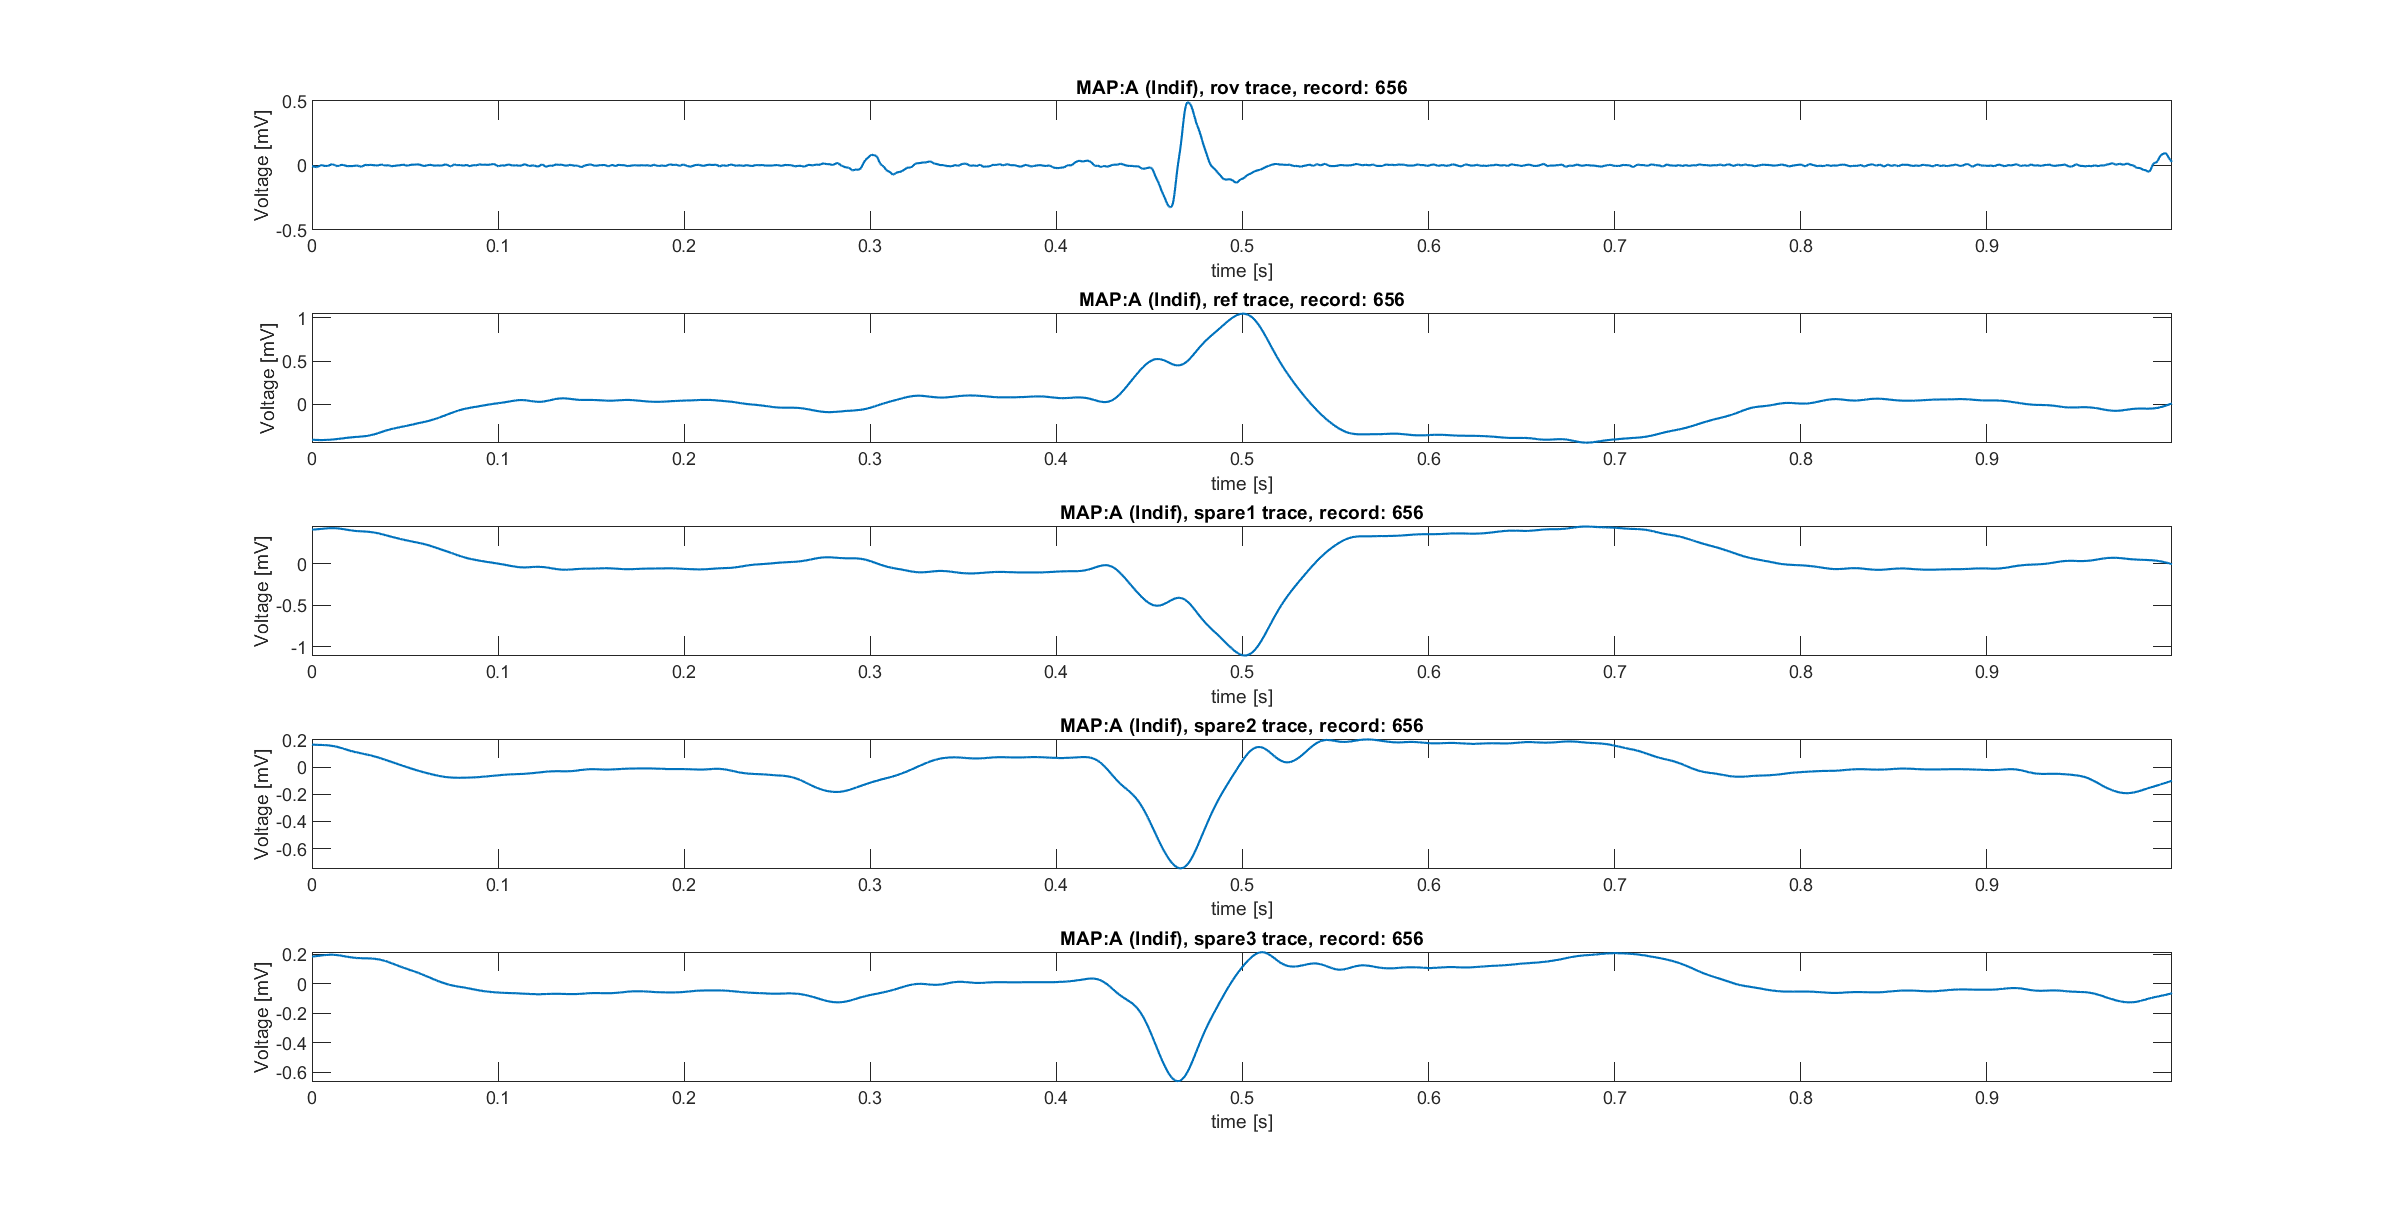 MAP:A (Indif), rov trace, record: 656
Voltage [mV]
0.5
0
-0.5
0 0.1 0.2 0.3 0.4 0.5 0.6 0.7 0.8 0.9
time [s]
MAP:A (Indif), ref trace, record: 656
Voltage [mV]
1
0.5
0
0 0.1 0.2 0.3 0.4 0.5 0.6 0.7 0.8 0.9
time [s]
MAP:A (Indif), spare1 trace, record: 656
Voltage [mV]
0
-0.5
-1
0 0.1 0.2 0.3 0.4 0.5 0.6 0.7 0.8 0.9
time [s]
MAP:A (Indif), spare2 trace, record: 656
Voltage [mV]
0.2
0
-0.2
-0.4
-0.6
0 0.1 0.2 0.3 0.4 0.5 0.6 0.7 0.8 0.9
time [s]
MAP:A (Indif), spare3 trace, record: 656
Voltage [mV]
0.2
0
-0.2
-0.4
-0.6
0 0.1 0.2 0.3 0.4 0.5 0.6 0.7 0.8 0.9
time [s]